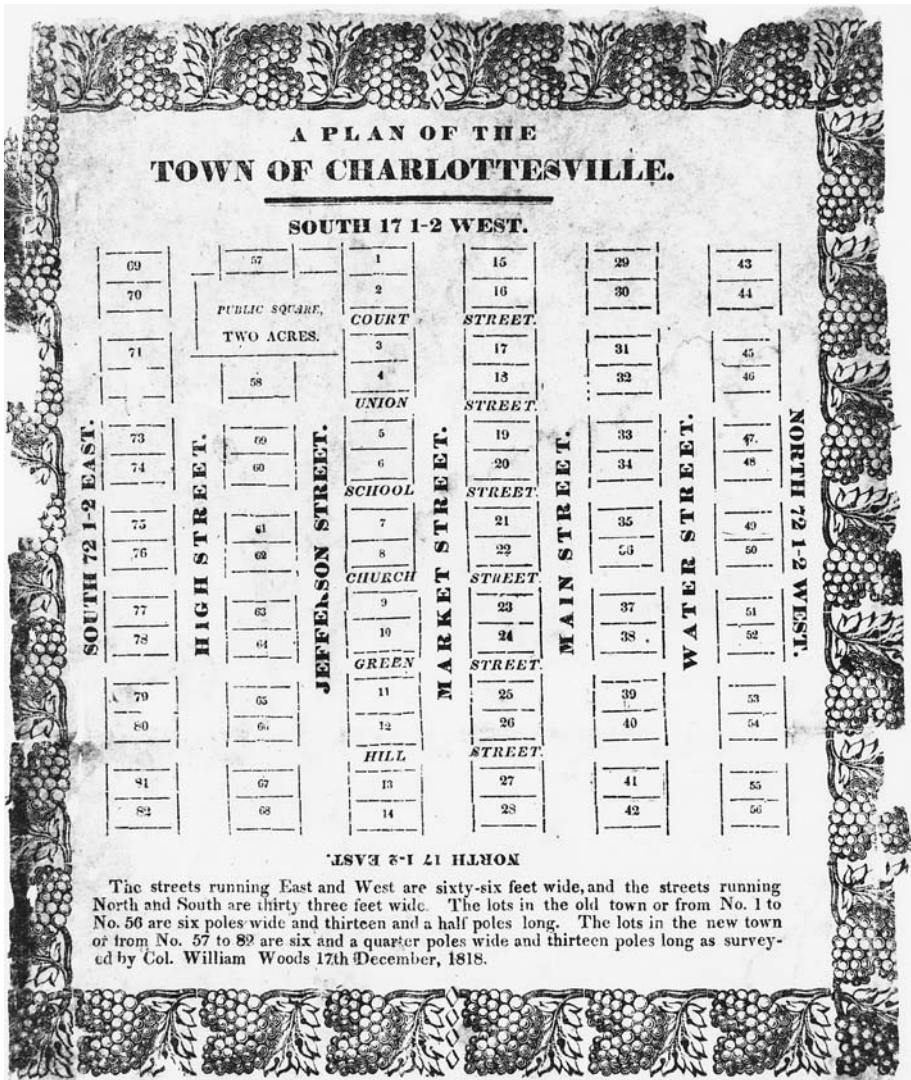 A PLAN OF THE
TOWN OF CHARLOTTESVILLE.
SOUTH 17 1-2 WEST.
69 57 1 15 29 43
70 2 16 30 44
PUBLIC SQUARE,
TWO ACRES.
COURT STREET.
71 3 17 31 45
58 4 18 32 46
UNION STREET.
73 59 5 19 33 47
74 60 6 20 34 48
SCHOOL STREET.
75 61 7 21 35 49
76 62 8 22 36 50
CHURCH STREET.
77 63 9 23 37 51
78 64 10 24 38 52
GREEN STREET.
79 65 11 25 39 53
80 66 12 26 40 54
HILL STREET.
81 67 13 27 41 55
82 68 14 28 42 56
SOUTH 72 1-2 EAST.
HIGH STREET.
JEFFERSON STREET.
MARKET STREET.
MAIN STREET.
WATER STREET.
NORTH 72 1-2 WEST.
NORTH 17 1-2 EAST.
The streets running East and West are sixty-six feet wide, and the streets running
North and South are thirty three feet wide. The lots in the old town or from No. 1 to
No. 56 are six poles wide and thirteen and a half poles long. The lots in the new town
or from No. 57 to 82 are six and a quarter poles wide and thirteen poles long as survey-
ed by Col. William Woods 17th December, 1818.